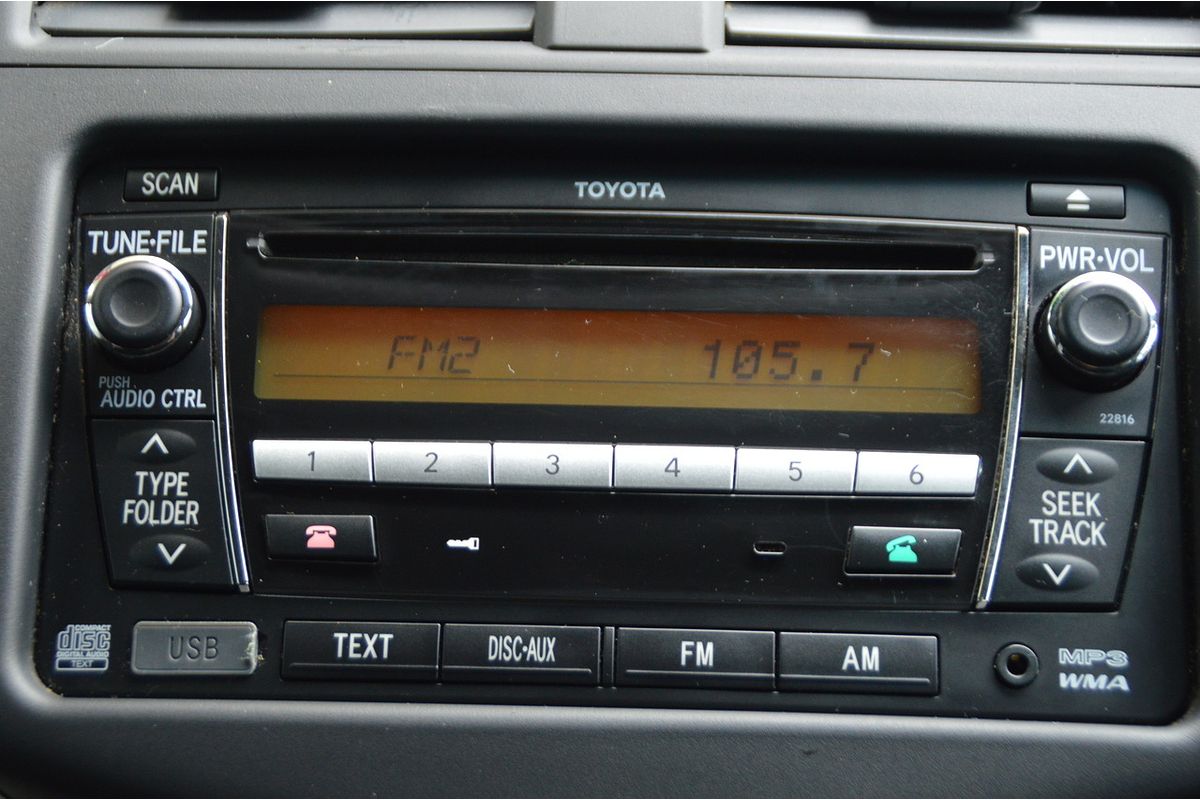 SCAN
TOYOTA
TUNE·FILE
PWR·VOL
FM2 105.7
PUSH
AUDIO CTRL
22816
1 2 3 4 5 6
TYPE
FOLDER
SEEK
TRACK
COMPACT
disc
DIGITAL AUDIO
TEXT
USB
TEXT
DISC·AUX
FM
AM
MP3
WMA